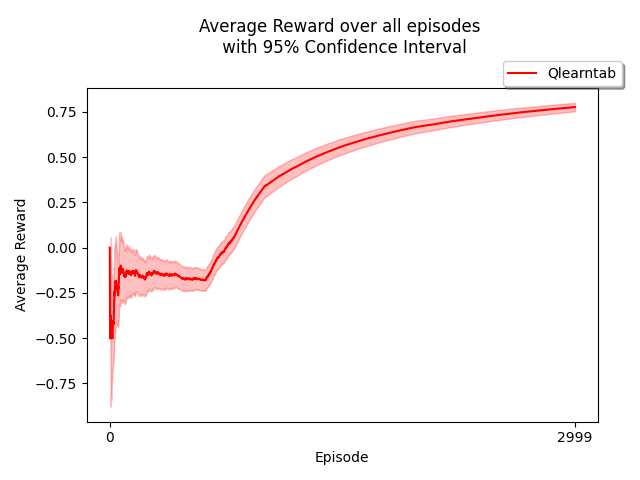 Average Reward over all episodes
with 95% Confidence Interval
Qlearntab
0.75
0.50
0.25
0.00
−0.25
−0.50
−0.75
Average Reward
0
2999
Episode